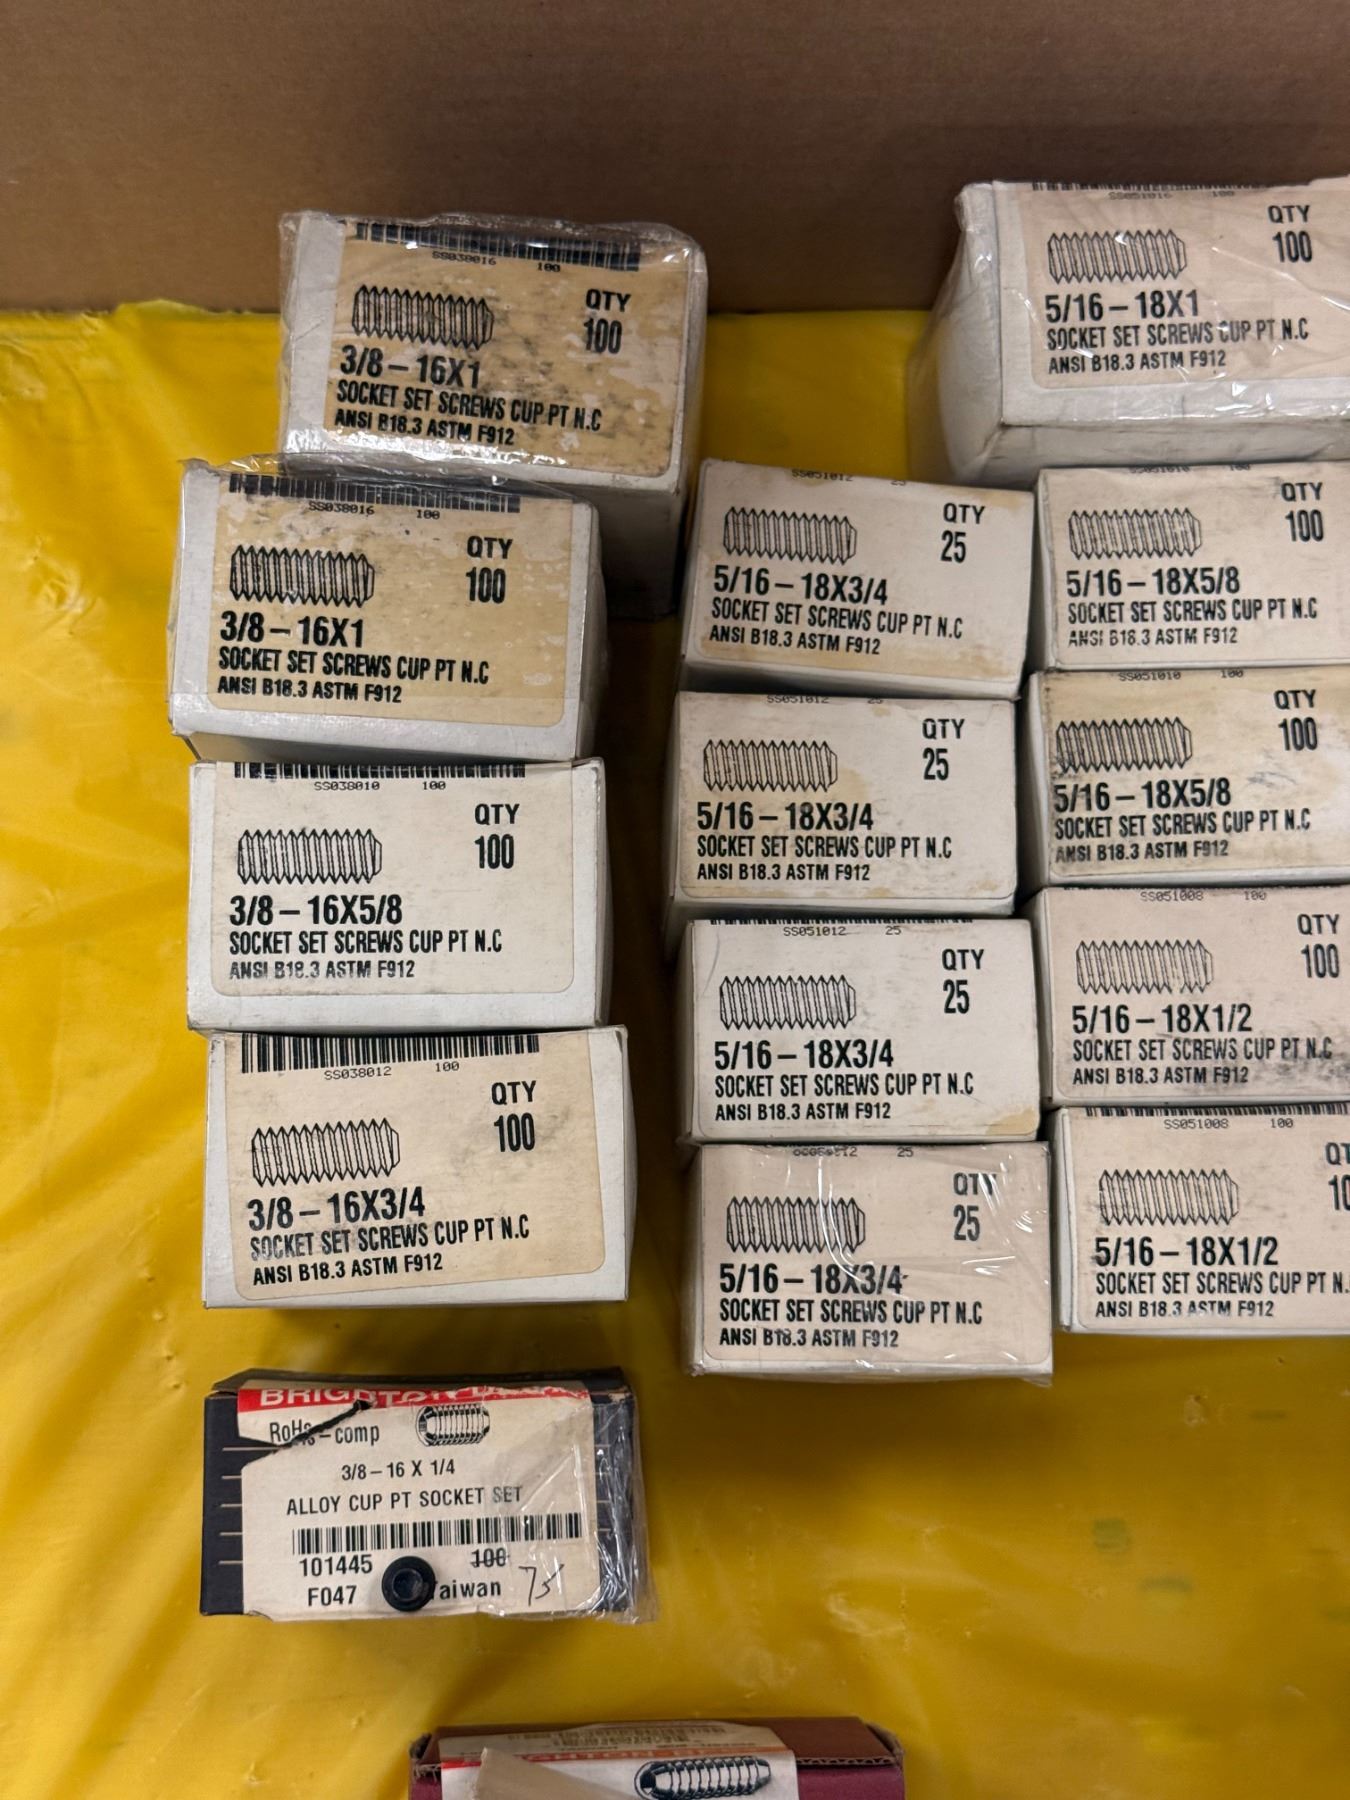 SS038016 100
QTY
100
3/8-16X1
SOCKET SET SCREWS CUP PT N.C
ANSI B18.3 ASTM F912
SS038016 100
QTY
100
3/8-16X1
SOCKET SET SCREWS CUP PT N.C
ANSI B18.3 ASTM F912
SS038010 100
QTY
100
3/8-16X5/8
SOCKET SET SCREWS CUP PT N.C
ANSI B18.3 ASTM F912
SS038012 100
QTY
100
3/8-16X3/4
SOCKET SET SCREWS CUP PT N.C
ANSI B18.3 ASTM F912
BRIGHTON
RoHs-comp
3/8-16 X 1/4
ALLOY CUP PT SOCKET SET
101445 100
F047 aiwan 75
SS051012 25
QTY
25
5/16-18X3/4
SOCKET SET SCREWS CUP PT N.C
ANSI B18.3 ASTM F912
SS051012 25
QTY
25
5/16-18X3/4
SOCKET SET SCREWS CUP PT N.C
ANSI B18.3 ASTM F912
SS051012 25
QTY
25
5/16-18X3/4
SOCKET SET SCREWS CUP PT N.C
ANSI B18.3 ASTM F912
25
QTY
25
5/16-18X3/4
SOCKET SET SCREWS CUP PT N.C
ANSI B18.3 ASTM F912
SS051016 100
QTY
100
5/16-18X1
SOCKET SET SCREWS CUP PT N.C
ANSI B18.3 ASTM F912
SS051010 100
QTY
100
5/16-18X5/8
SOCKET SET SCREWS CUP PT N.C
ANSI B18.3 ASTM F912
SS051010 100
QTY
100
5/16-18X5/8
SOCKET SET SCREWS CUP PT N.C
ANSI B18.3 ASTM F912
SS051008 100
QTY
100
5/16-18X1/2
SOCKET SET SCREWS CUP PT N.C
ANSI B18.3 ASTM F912
SS051008 100
QT
10
5/16-18X1/2
SOCKET SET SCREWS CUP PT N.
ANSI B18.3 ASTM F912